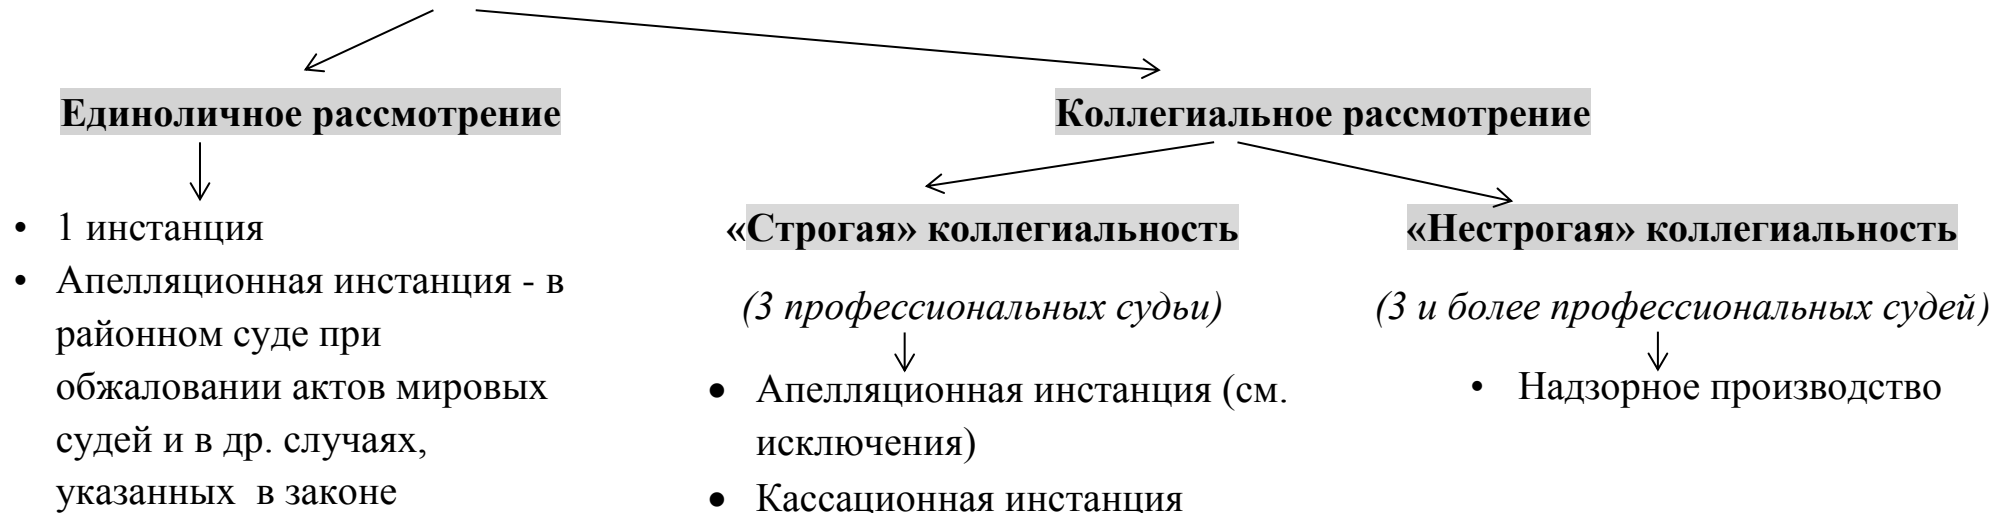 Единоличное рассмотрение
• 1 инстанция
• Апелляционная инстанция - в
районном суде при
обжаловании актов мировых
судей и в др. случаях,
указанных в законе
Коллегиальное рассмотрение
«Строгая» коллегиальность
(3 профессиональных судьи)
• Апелляционная инстанция (см.
исключения)
• Кассационная инстанция
«Нестрогая» коллегиальность
(3 и более профессиональных судей)
• Надзорное производство